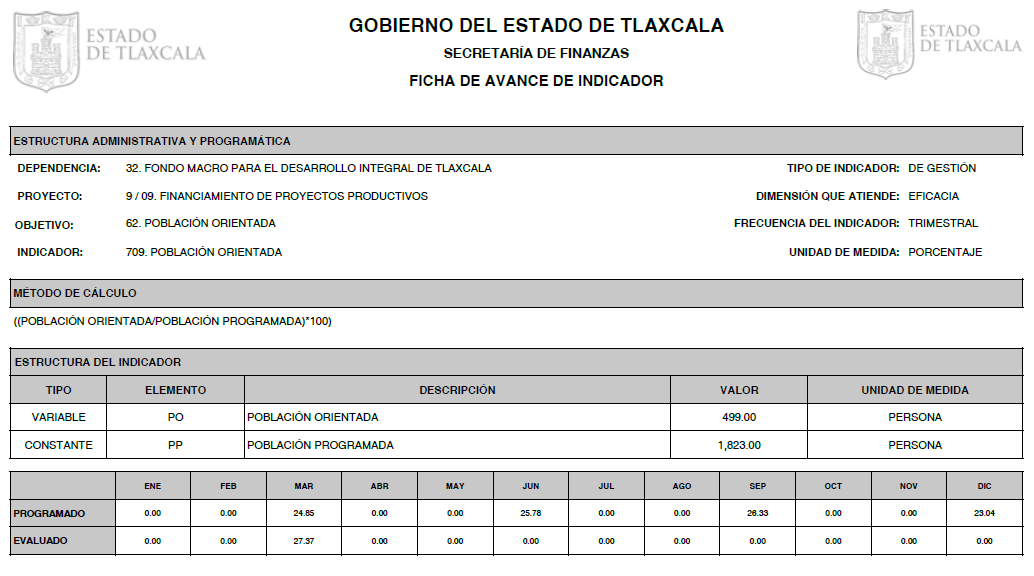 ESTADO
DE TLAXCALA
GOBIERNO DEL ESTADO DE TLAXCALA
SECRETARÍA DE FINANZAS
FICHA DE AVANCE DE INDICADOR
ESTADO
DE TLAXCALA
ESTRUCTURA ADMINISTRATIVA Y PROGRAMÁTICA
DEPENDENCIA: 32. FONDO MACRO PARA EL DESARROLLO INTEGRAL DE TLAXCALA TIPO DE INDICADOR: DE GESTIÓN
PROYECTO: 9 / 09. FINANCIAMIENTO DE PROYECTOS PRODUCTIVOS DIMENSIÓN QUE ATIENDE: EFICACIA
OBJETIVO: 62. POBLACIÓN ORIENTADA FRECUENCIA DEL INDICADOR: TRIMESTRAL
INDICADOR: 709. POBLACIÓN ORIENTADA UNIDAD DE MEDIDA: PORCENTAJE
MÉTODO DE CÁLCULO
((POBLACIÓN ORIENTADA/POBLACIÓN PROGRAMADA)*100)
ESTRUCTURA DEL INDICADOR
TIPO ELEMENTO DESCRIPCIÓN VALOR UNIDAD DE MEDIDA
VARIABLE PO POBLACIÓN ORIENTADA 499.00 PERSONA
CONSTANTE PP POBLACIÓN PROGRAMADA 1,823.00 PERSONA
ENE FEB MAR ABR MAY JUN JUL AGO SEP OCT NOV DIC
PROGRAMADO 0.00 0.00 24.85 0.00 0.00 25.78 0.00 0.00 26.33 0.00 0.00 23.04
EVALUADO 0.00 0.00 27.37 0.00 0.00 0.00 0.00 0.00 0.00 0.00 0.00 0.00